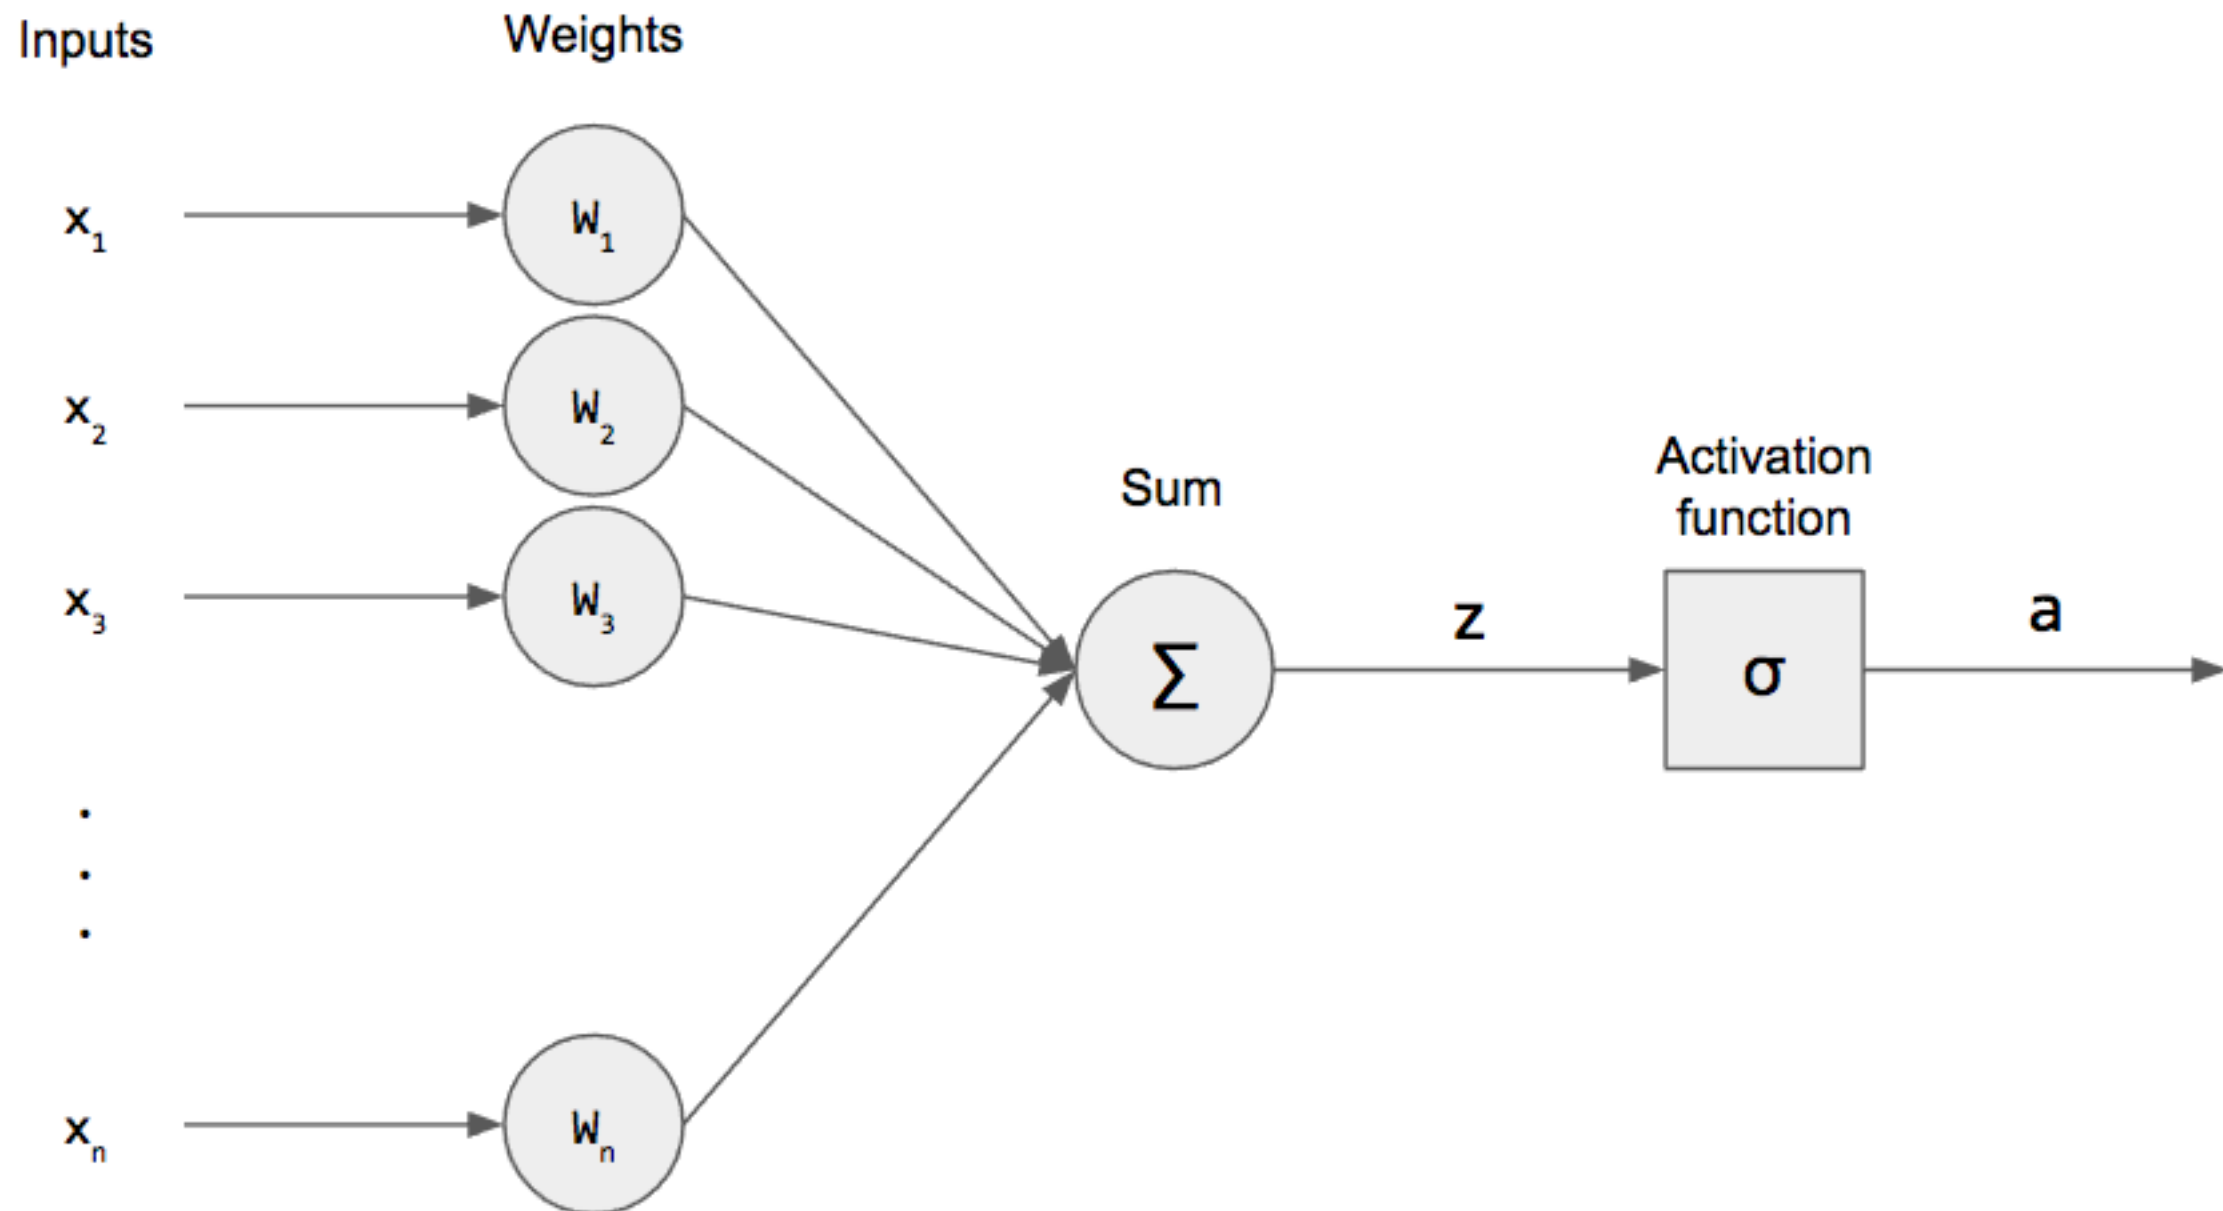 Inputs
Weights
x₁
W₁
x₂
W₂
x₃
W₃
.
.
.
xₙ
Wₙ
Sum
Σ
z
Activation
function
σ
a